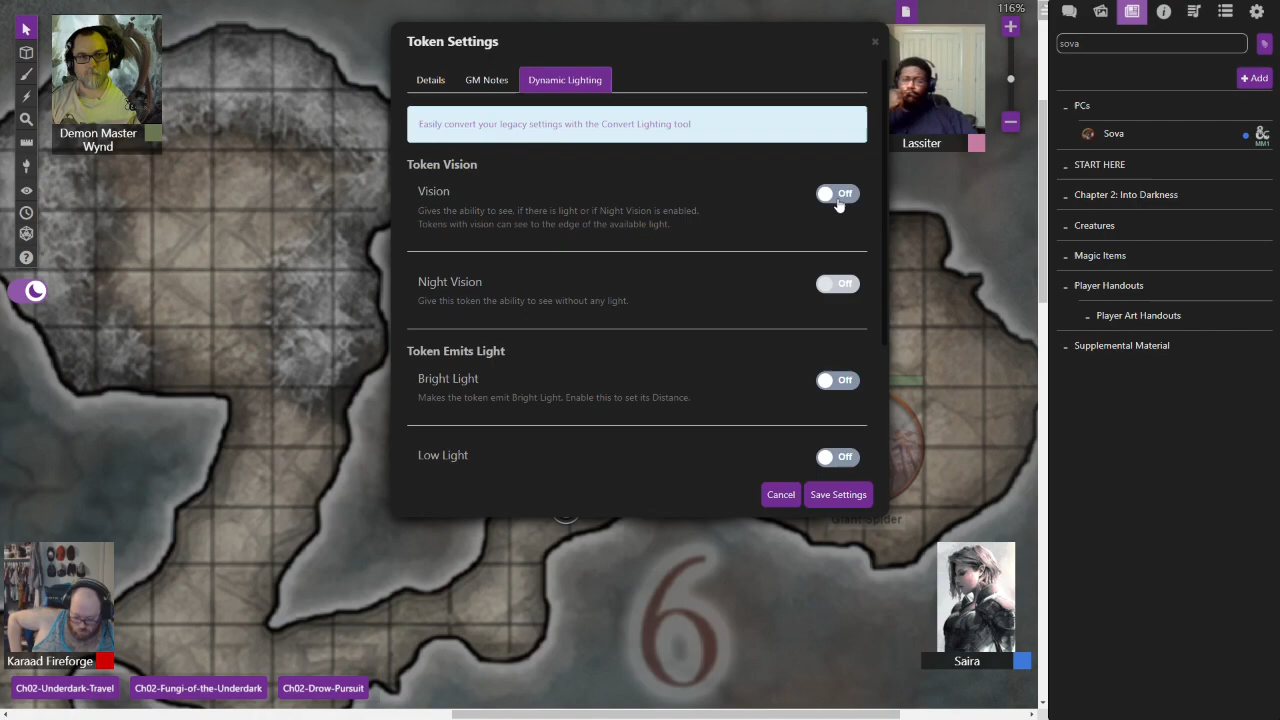 116%
Token Settings
×
Details
GM Notes
Dynamic Lighting
Easily convert your legacy settings with the Convert Lighting tool
Token Vision
Vision
Off
Gives the ability to see, if there is light or if Night Vision is enabled.
Tokens with vision can see to the edge of the available light.
Night Vision
Off
Give this token the ability to see without any light.
Token Emits Light
Bright Light
Off
Makes the token emit Bright Light. Enable this to set its Distance.
Low Light
Off
Cancel
Save Settings
Demon Master
Wynd
Lassiter
Giant Spider
6
Karaad Fireforge
Saira
Ch02-Underdark-Travel
Ch02-Fungi-of-the-Underdark
Ch02-Drow-Pursuit
sova
+ Add
PCs
Sova
&
MM1
START HERE
Chapter 2: Into Darkness
Creatures
Magic Items
Player Handouts
Player Art Handouts
Supplemental Material